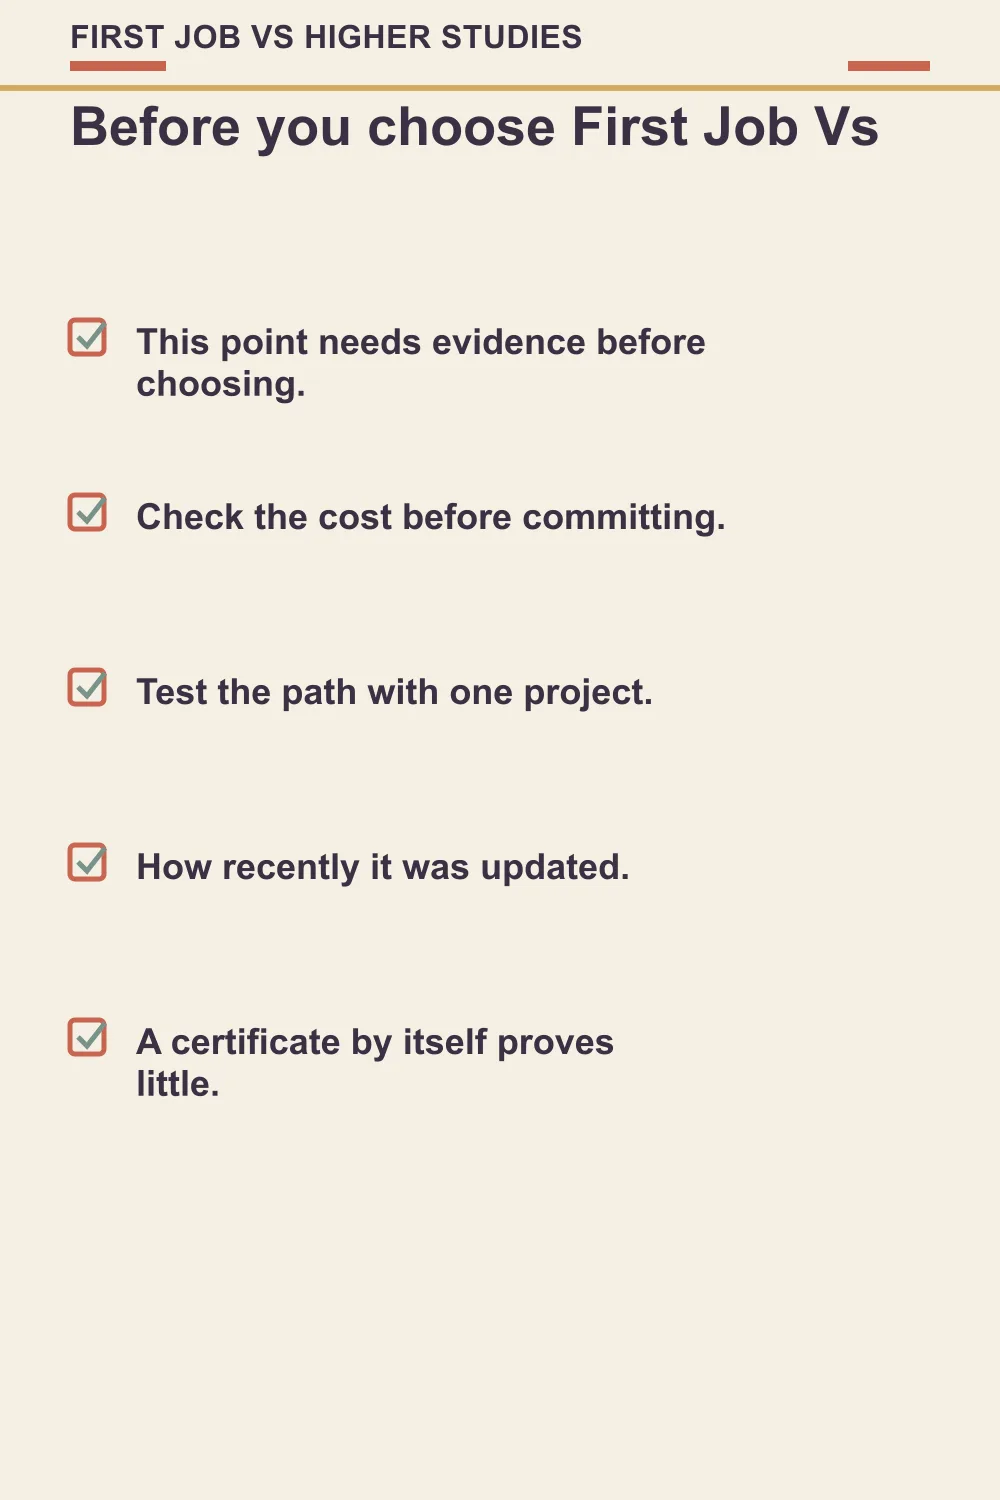 FIRST JOB VS HIGHER STUDIES
Before you choose First Job Vs
This point needs evidence before
choosing.
Check the cost before committing.
Test the path with one project.
How recently it was updated.
A certificate by itself proves
little.